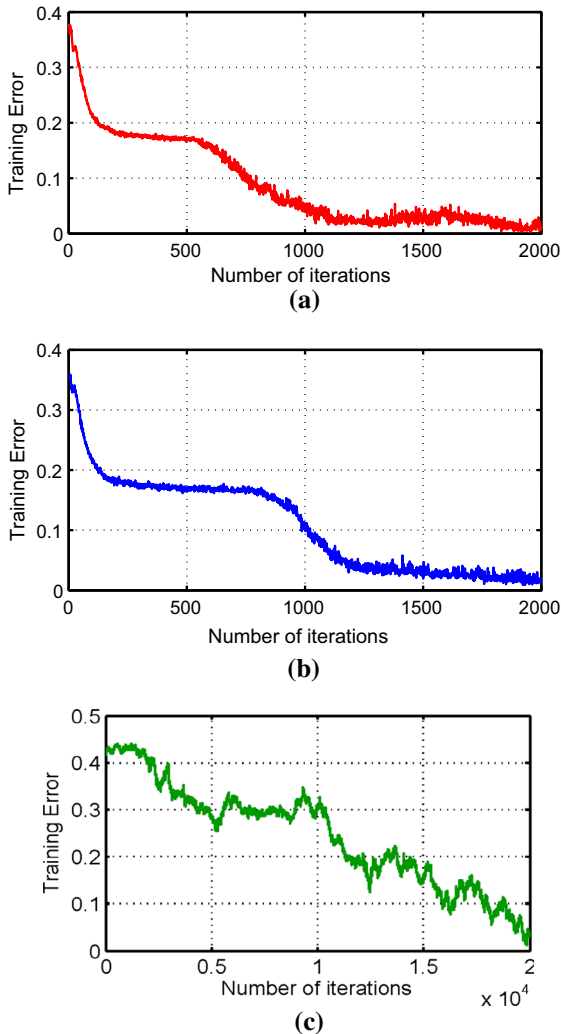 0.4
0.3
0.2
0.1
0
Training Error
0 500 1000 1500 2000
Number of iterations
(a)
0.4
0.3
0.2
0.1
0
Training Error
0 500 1000 1500 2000
Number of iterations
(b)
0.5
0.4
0.3
0.2
0.1
0
Training Error
0 0.5 1 1.5 2
Number of iterations
x 10^4
(c)